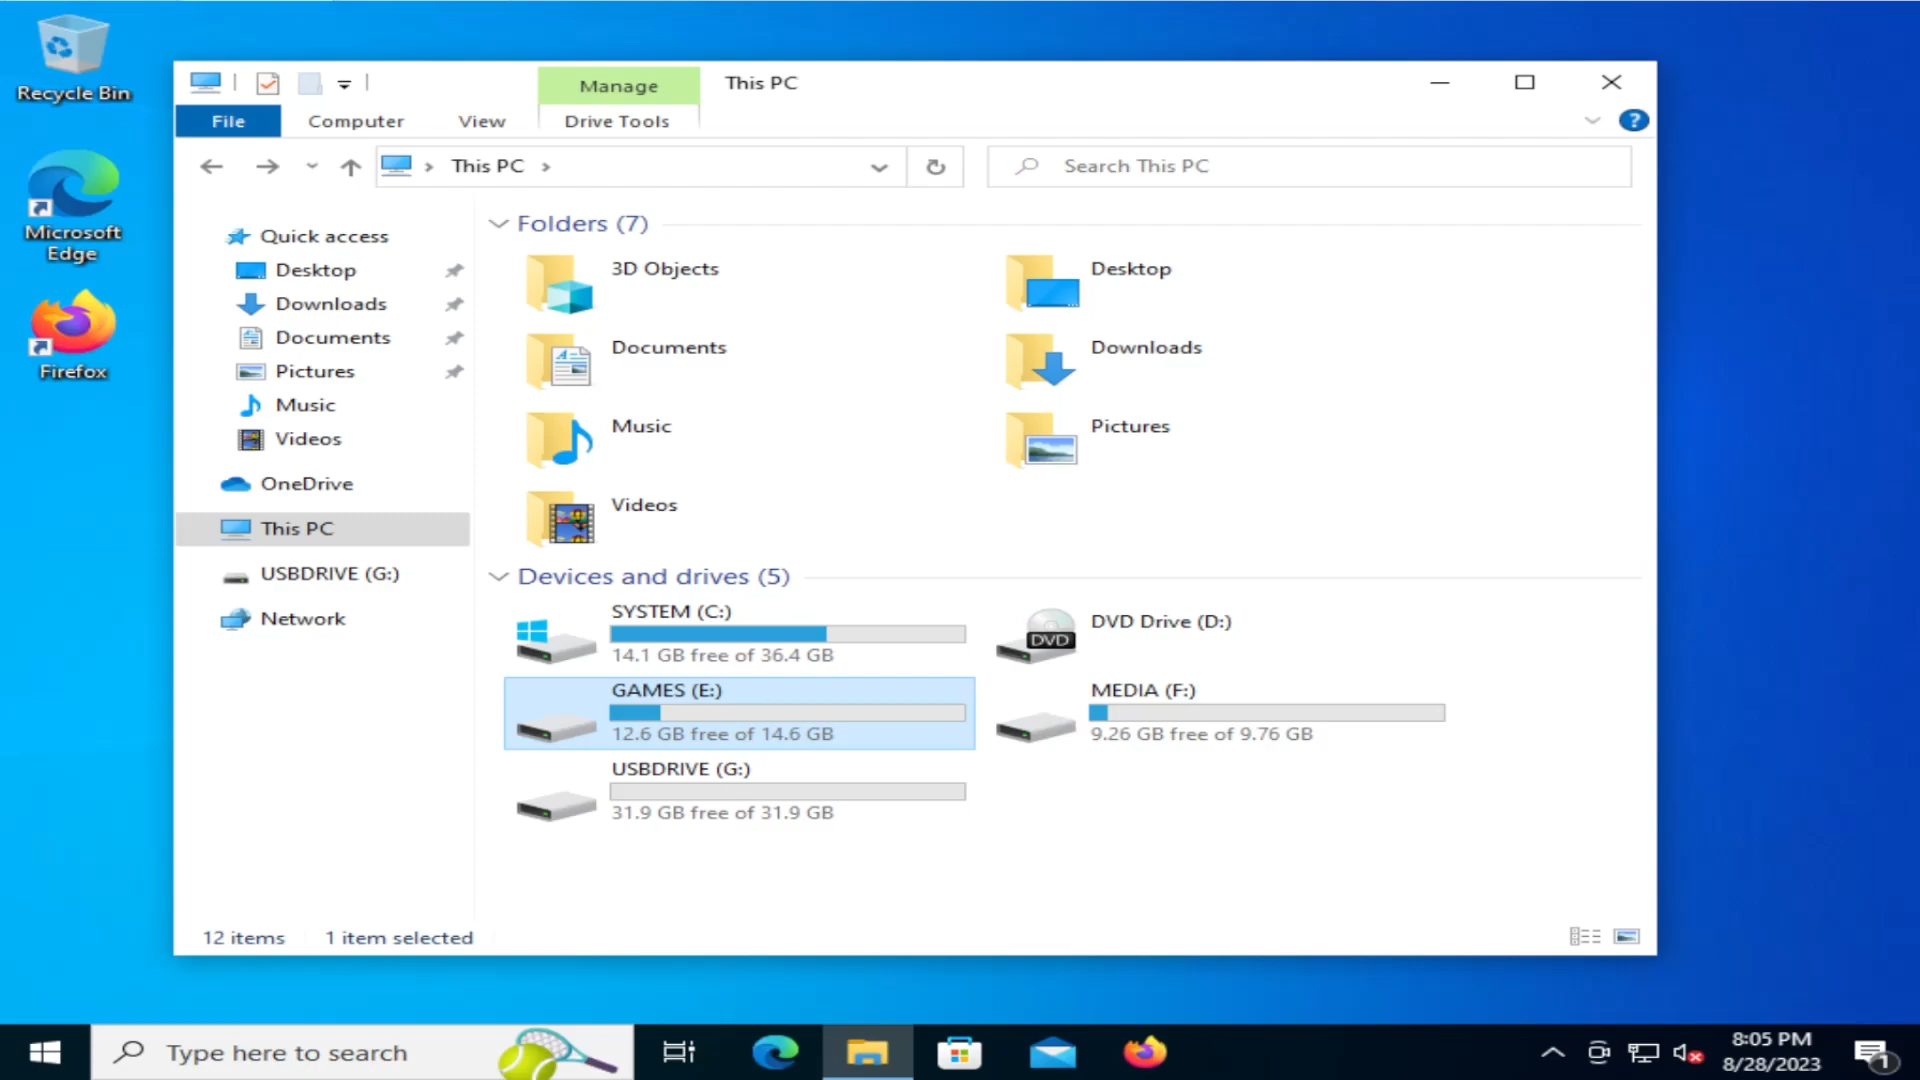 Recycle Bin
Microsoft
Edge
Firefox
Manage
This PC
File
Computer
View
Drive Tools
?
This PC
Search This PC
Quick access
Desktop
Downloads
Documents
Pictures
Music
Videos
OneDrive
This PC
USBDRIVE (G:)
Network
Folders (7)
3D Objects
Desktop
Documents
Downloads
Music
Pictures
Videos
Devices and drives (5)
SYSTEM (C:)
14.1 GB free of 36.4 GB
DVD
DVD Drive (D:)
GAMES (E:)
12.6 GB free of 14.6 GB
MEDIA (F:)
9.26 GB free of 9.76 GB
USBDRIVE (G:)
31.9 GB free of 31.9 GB
12 items
1 item selected
Type here to search
8:05 PM
8/28/2023
1